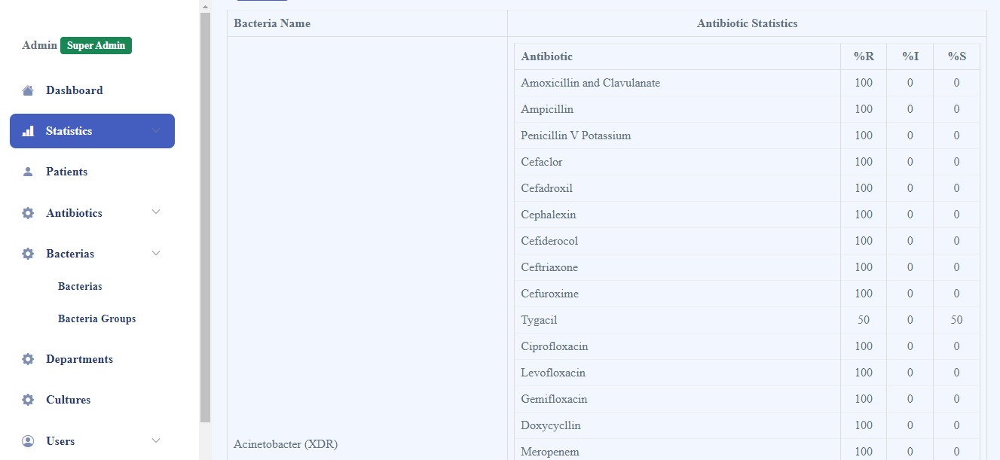 Admin Super Admin
Dashboard
Statistics
Patients
Antibiotics
Bacterias
Bacterias
Bacteria Groups
Departments
Cultures
Users
Bacteria Name Antibiotic Statistics
Antibiotic %R %I %S
Amoxicillin and Clavulanate 100 0 0
Ampicillin 100 0 0
Penicillin V Potassium 100 0 0
Cefaclor 100 0 0
Cefadroxil 100 0 0
Cephalexin 100 0 0
Cefiderocol 100 0 0
Ceftriaxone 100 0 0
Cefuroxime 100 0 0
Tygacil 50 0 50
Ciprofloxacin 100 0 0
Levofloxacin 100 0 0
Gemifloxacin 100 0 0
Doxycycllin 100 0 0
Acinetobacter (XDR)
Meropenem 100 0 0